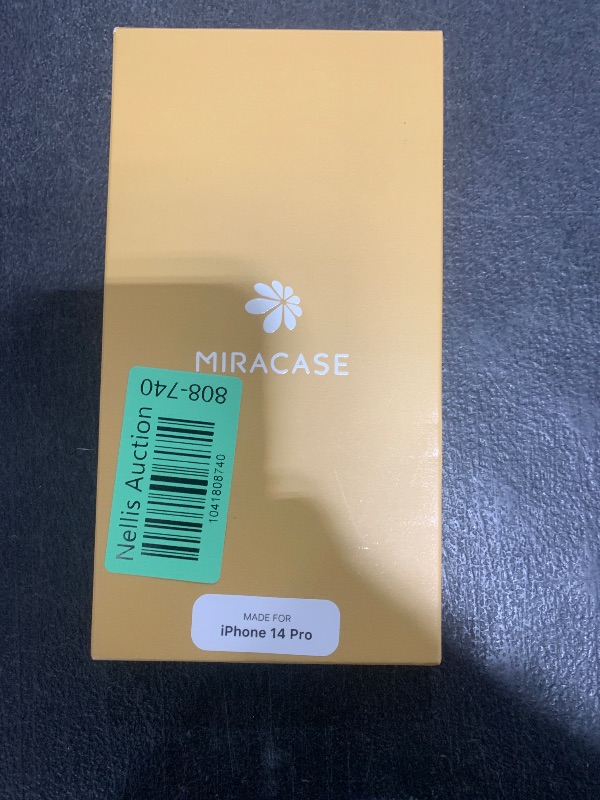 MIRACASE
808-740
Nellis Auction
1041808740
MADE FOR
iPhone 14 Pro